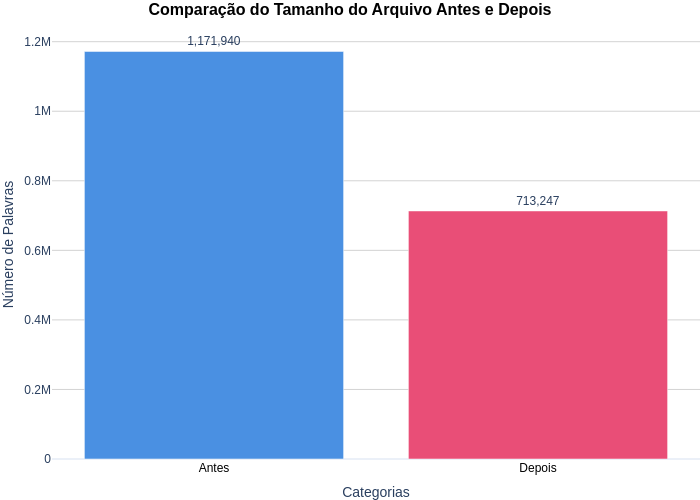 Comparação do Tamanho do Arquivo Antes e Depois
1.2M
1,171,940
1M
0.8M
713,247
0.6M
0.4M
0.2M
0
Número de Palavras
Antes
Depois
Categorias